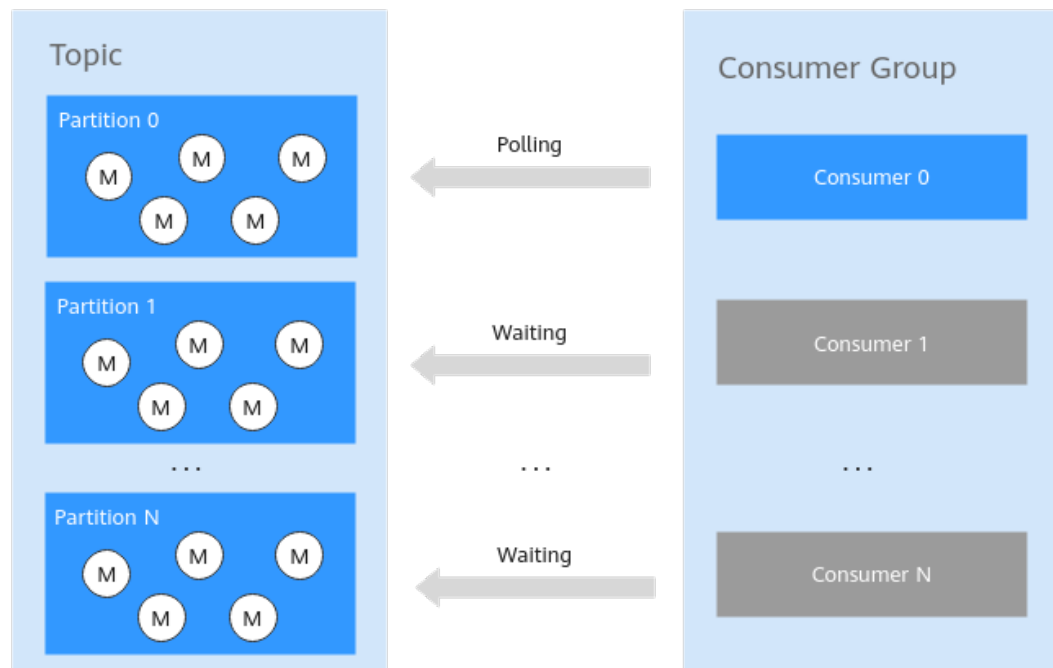 Topic
Consumer Group
Partition 0
M
M
M
M
M
Polling
Consumer 0
Partition 1
M
M
M
M
M
Waiting
Consumer 1
...
...
...
Partition N
M
M
M
M
M
Waiting
Consumer N